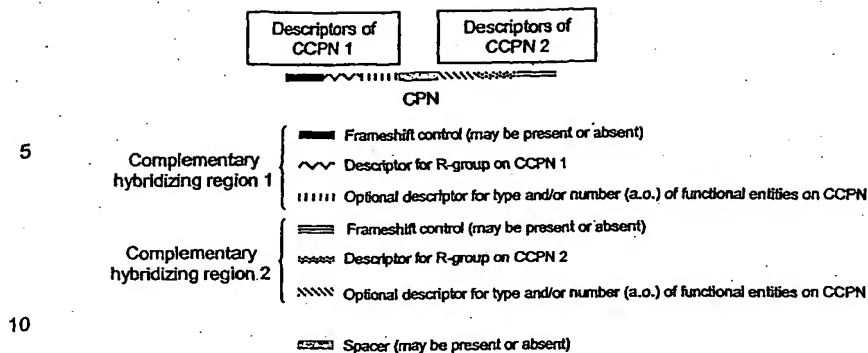 Descriptors of CCPN 1
Descriptors of CCPN 2
CPN
5
Complementary hybridizing region 1
Frameshift control (may be present or absent)
Descriptor for R-group on CCPN 1
Optional descriptor for type and/or number (a.o.) of functional entities on CCPN
Complementary hybridizing region 2
Frameshift control (may be present or absent)
Descriptor for R-group on CCPN 2
Optional descriptor for type and/or number (a.o.) of functional entities on CCPN
10
Spacer (may be present or absent)